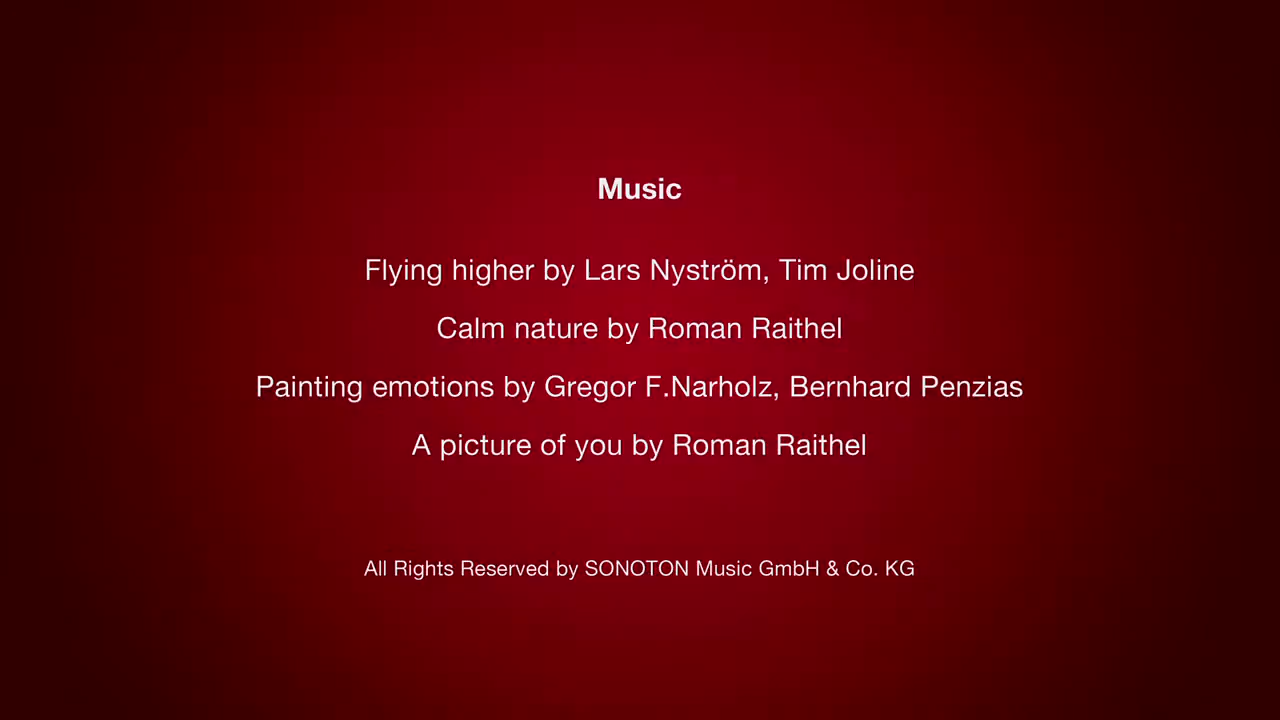 Music
Flying higher by Lars Nyström, Tim Joline
Calm nature by Roman Raithel
Painting emotions by Gregor F.Narholz, Bernhard Penzias
A picture of you by Roman Raithel
All Rights Reserved by SONOTON Music GmbH & Co. KG